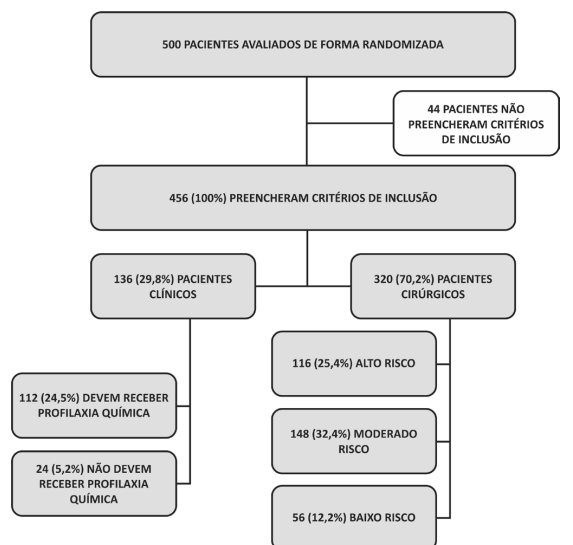 500 PACIENTES AVALIADOS DE FORMA RANDOMIZADA
44 PACIENTES NÃO
PREENCHERAM CRITÉRIOS
DE INCLUSÃO
456 (100%) PREENCHERAM CRITÉRIOS DE INCLUSÃO
136 (29,8%) PACIENTES
CLÍNICOS
320 (70,2%) PACIENTES
CIRÚRGICOS
112 (24,5%) DEVEM RECEBER
PROFILAXIA QUÍMICA
24 (5,2%) NÃO DEVEM
RECEBER PROFILAXIA
QUÍMICA
116 (25,4%) ALTO RISCO
148 (32,4%) MODERADO
RISCO
56 (12,2%) BAIXO RISCO